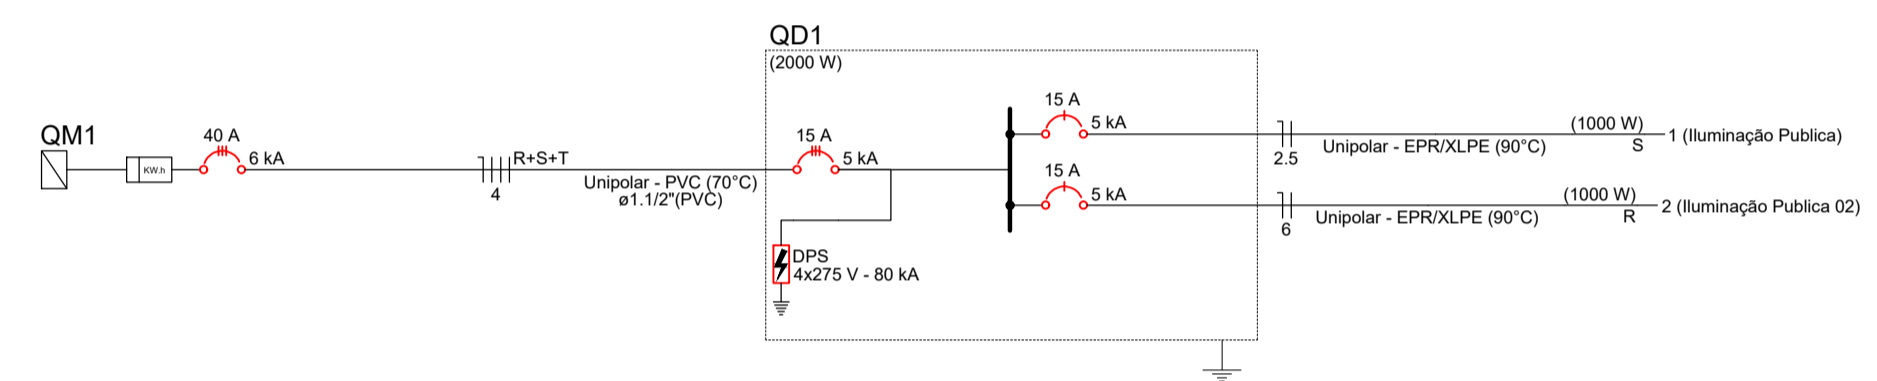 QM1
KW.h
40 A
6 kA
R+S+T
4
Unipolar - PVC (70°C)
ø1.1/2"(PVC)
QD1
(2000 W)
15 A
5 kA
DPS
4x275 V - 80 kA
15 A
5 kA
2.5
Unipolar - EPR/XLPE (90°C)
(1000 W)
S
1 (Iluminação Publica)
15 A
5 kA
6
Unipolar - EPR/XLPE (90°C)
(1000 W)
R
2 (Iluminação Publica 02)